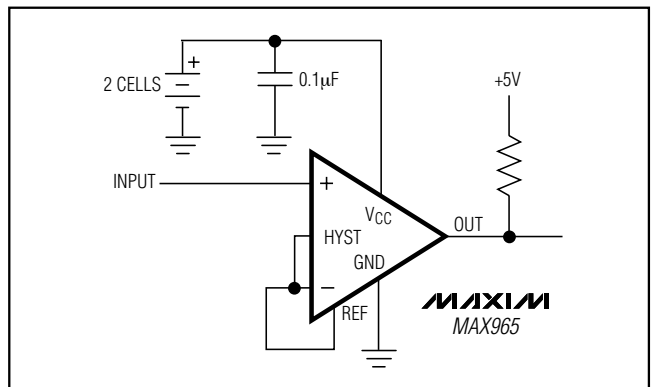 +5V
+
2 CELLS
0.1μF
INPUT
+
VCC
OUT
HYST
GND
−
REF
MAXIM
MAX965